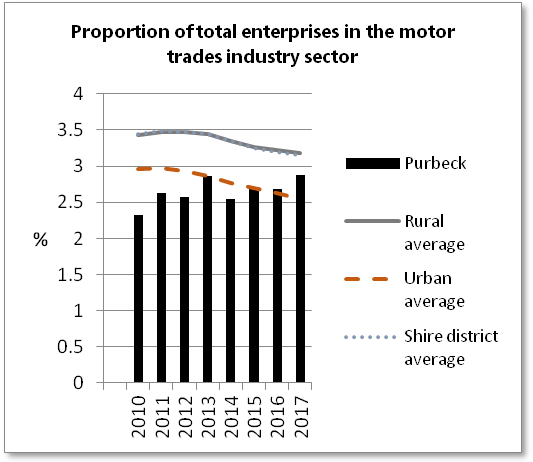 Proportion of total enterprises in the motor
trades industry sector
4
3.5
3
2.5
2
1.5
1
0.5
0
%
2010
2011
2012
2013
2014
2015
2016
2017
Purbeck
Rural
average
Urban
average
Shire district
average